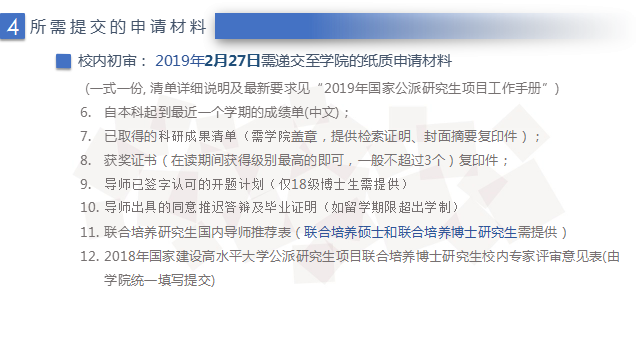 4 所需提交的申请材料
校内初审： 2019年2月27日需递交至学院的纸质申请材料
(一式一份, 清单详细说明及最新要求见“2019年国家公派研究生项目工作手册”)
6. 自本科起到最近一个学期的成绩单(中文)；
7. 已取得的科研成果清单（需学院盖章，提供检索证明、封面摘要复印件）；
8. 获奖证书（在读期间获得级别最高的即可，一般不超过3个）复印件；
9. 导师已签字认可的开题计划（仅18级博士生需提供）
10. 导师出具的同意推迟答辩及毕业证明（如留学期限超出学制）
11. 联合培养研究生国内导师推荐表（联合培养硕士和联合培养博士研究生需提供）
12. 2018年国家建设高水平大学公派研究生项目联合培养博士研究生校内专家评审意见表(由
学院统一填写提交)